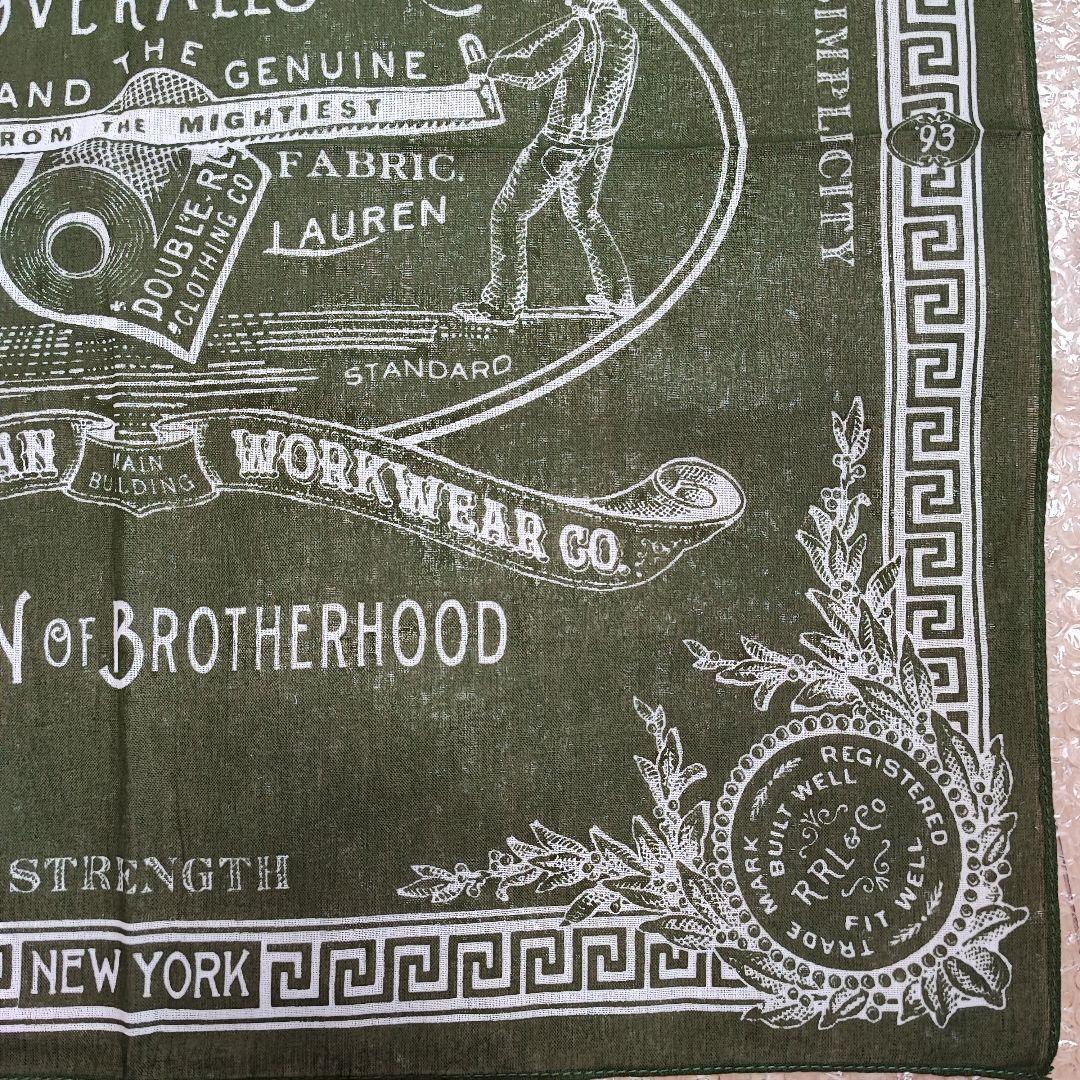 OVERALLS
AND THE GENUINE
FROM THE MIGHTIEST
FABRIC.
LAUREN
DOUBLE RL
CLOTHING CO
STANDARD
MAIN
BUILDING
WORKWEAR CO.
OF BROTHERHOOD
STRENGTH
NEW YORK
SIMPLICITY
'93
REGISTERED
TRADE MARK
BUILT WELL
FIT WELL
RRL & Co